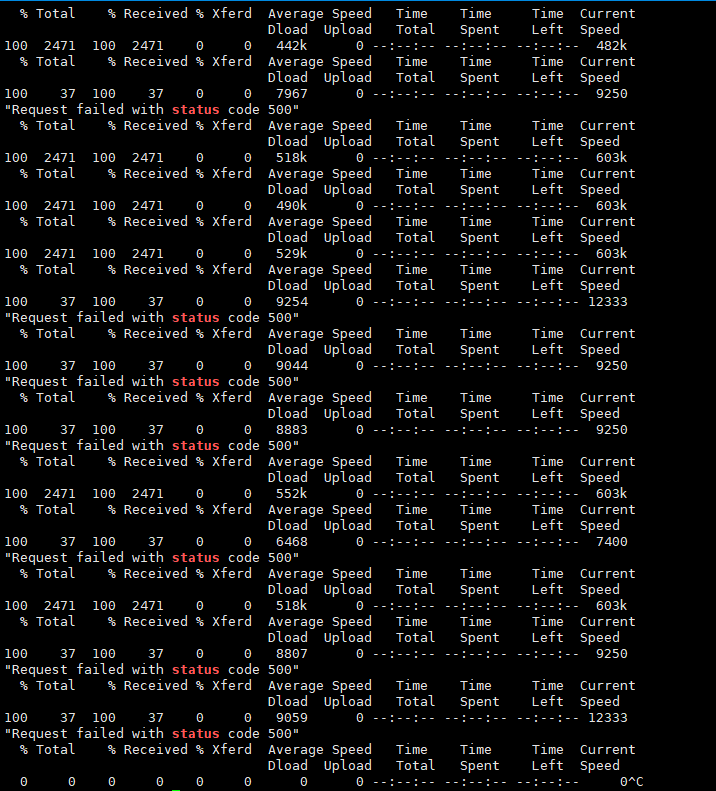 % Total    % Received % Xferd  Average Speed   Time    Time     Time  Current
                                 Dload  Upload   Total   Spent    Left  Speed
100  2471  100  2471    0     0   442k      0 --:--:-- --:--:-- --:--:--  482k
  % Total    % Received % Xferd  Average Speed   Time    Time     Time  Current
                                 Dload  Upload   Total   Spent    Left  Speed
100    37  100    37    0     0   7967      0 --:--:-- --:--:-- --:--:--  9250
"Request failed with status code 500"
  % Total    % Received % Xferd  Average Speed   Time    Time     Time  Current
                                 Dload  Upload   Total   Spent    Left  Speed
100  2471  100  2471    0     0   518k      0 --:--:-- --:--:-- --:--:--  603k
  % Total    % Received % Xferd  Average Speed   Time    Time     Time  Current
                                 Dload  Upload   Total   Spent    Left  Speed
100  2471  100  2471    0     0   490k      0 --:--:-- --:--:-- --:--:--  603k
  % Total    % Received % Xferd  Average Speed   Time    Time     Time  Current
                                 Dload  Upload   Total   Spent    Left  Speed
100  2471  100  2471    0     0   529k      0 --:--:-- --:--:-- --:--:--  603k
  % Total    % Received % Xferd  Average Speed   Time    Time     Time  Current
                                 Dload  Upload   Total   Spent    Left  Speed
100    37  100    37    0     0   9254      0 --:--:-- --:--:-- --:--:-- 12333
"Request failed with status code 500"
  % Total    % Received % Xferd  Average Speed   Time    Time     Time  Current
                                 Dload  Upload   Total   Spent    Left  Speed
100    37  100    37    0     0   9044      0 --:--:-- --:--:-- --:--:--  9250
"Request failed with status code 500"
  % Total    % Received % Xferd  Average Speed   Time    Time     Time  Current
                                 Dload  Upload   Total   Spent    Left  Speed
100    37  100    37    0     0   8883      0 --:--:-- --:--:-- --:--:--  9250
"Request failed with status code 500"
  % Total    % Received % Xferd  Average Speed   Time    Time     Time  Current
                                 Dload  Upload   Total   Spent    Left  Speed
100  2471  100  2471    0     0   552k      0 --:--:-- --:--:-- --:--:--  603k
  % Total    % Received % Xferd  Average Speed   Time    Time     Time  Current
                                 Dload  Upload   Total   Spent    Left  Speed
100    37  100    37    0     0   6468      0 --:--:-- --:--:-- --:--:--  7400
"Request failed with status code 500"
  % Total    % Received % Xferd  Average Speed   Time    Time     Time  Current
                                 Dload  Upload   Total   Spent    Left  Speed
100  2471  100  2471    0     0   518k      0 --:--:-- --:--:-- --:--:--  603k
  % Total    % Received % Xferd  Average Speed   Time    Time     Time  Current
                                 Dload  Upload   Total   Spent    Left  Speed
100    37  100    37    0     0   8807      0 --:--:-- --:--:-- --:--:--  9250
"Request failed with status code 500"
  % Total    % Received % Xferd  Average Speed   Time    Time     Time  Current
                                 Dload  Upload   Total   Spent    Left  Speed
100    37  100    37    0     0   9059      0 --:--:-- --:--:-- --:--:-- 12333
"Request failed with status code 500"
  % Total    % Received % Xferd  Average Speed   Time    Time     Time  Current
                                 Dload  Upload   Total   Spent    Left  Speed
  0     0    0     0    0     0      0      0 --:--:-- --:--:-- --:--:--     0^C